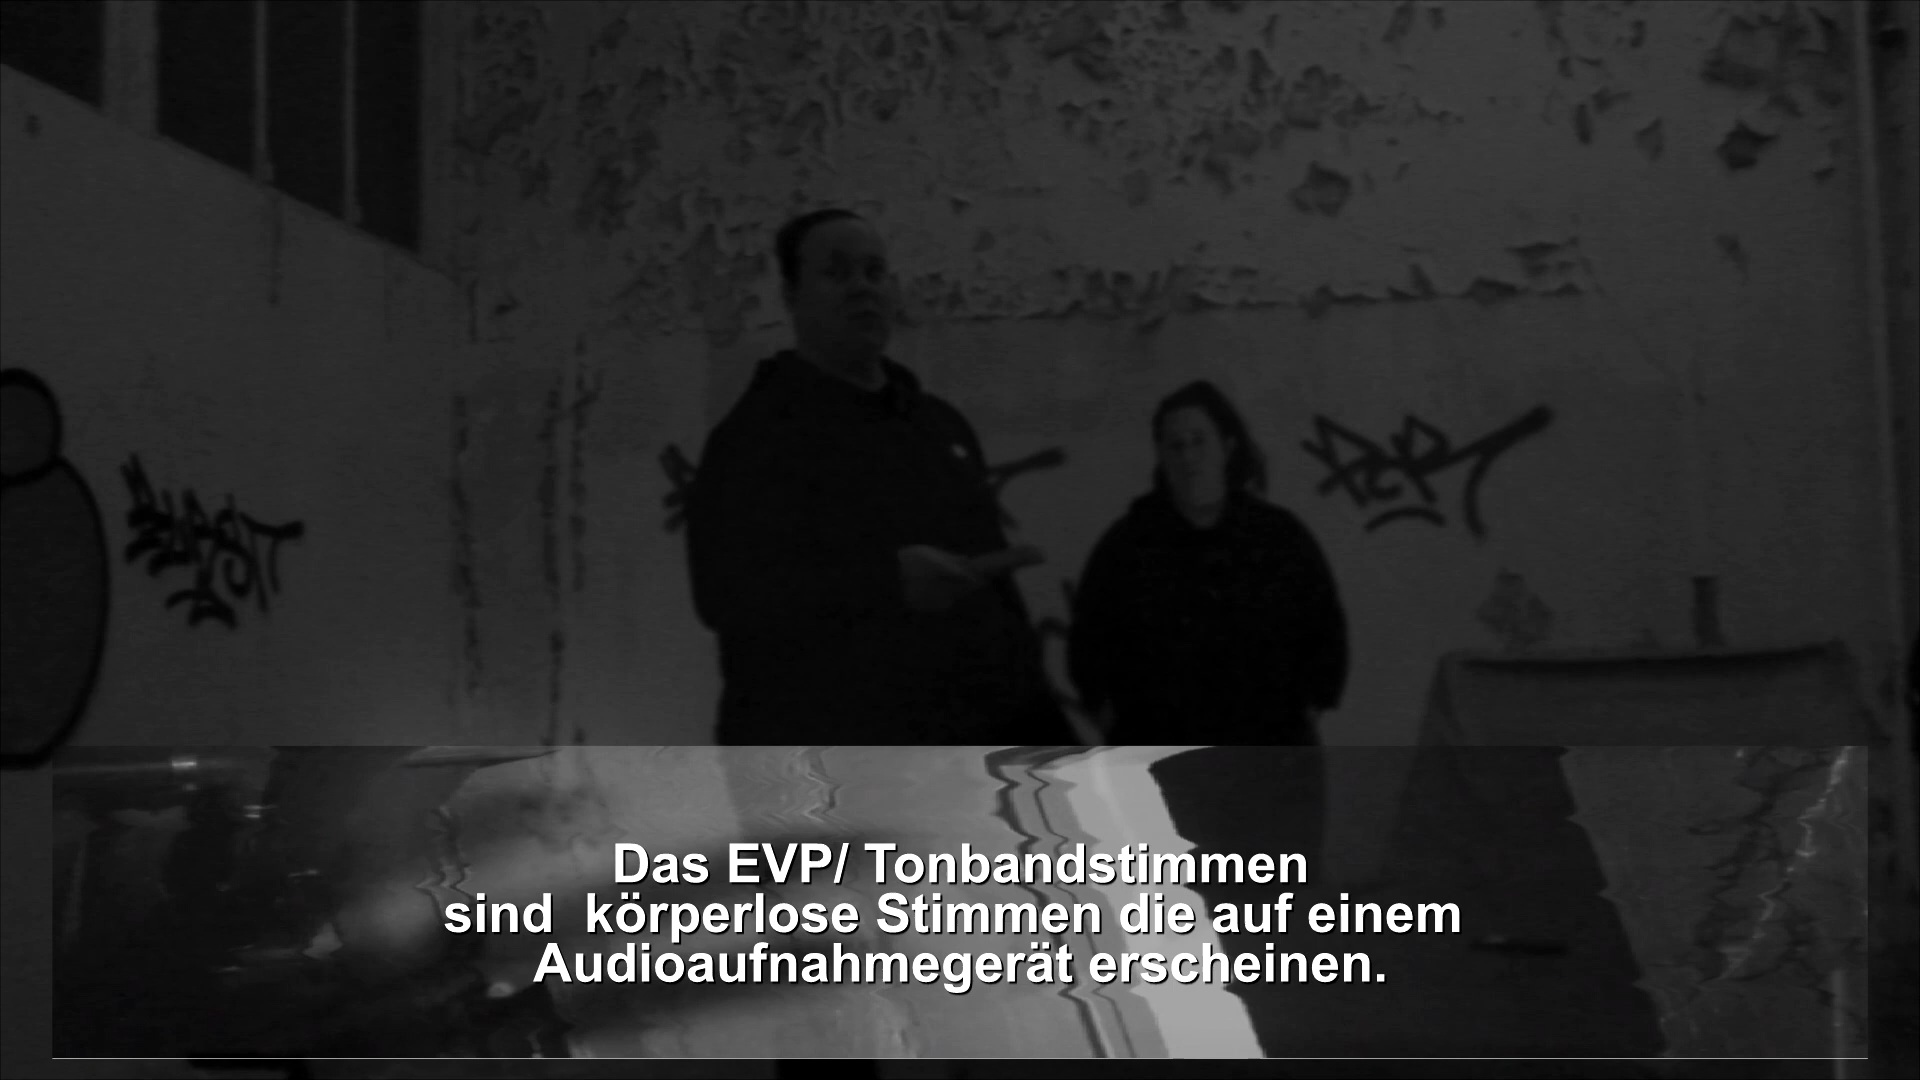 Das EVP/ Tonbandstimmen
sind  körperlose Stimmen die auf einem
Audioaufnahmegerät erscheinen.